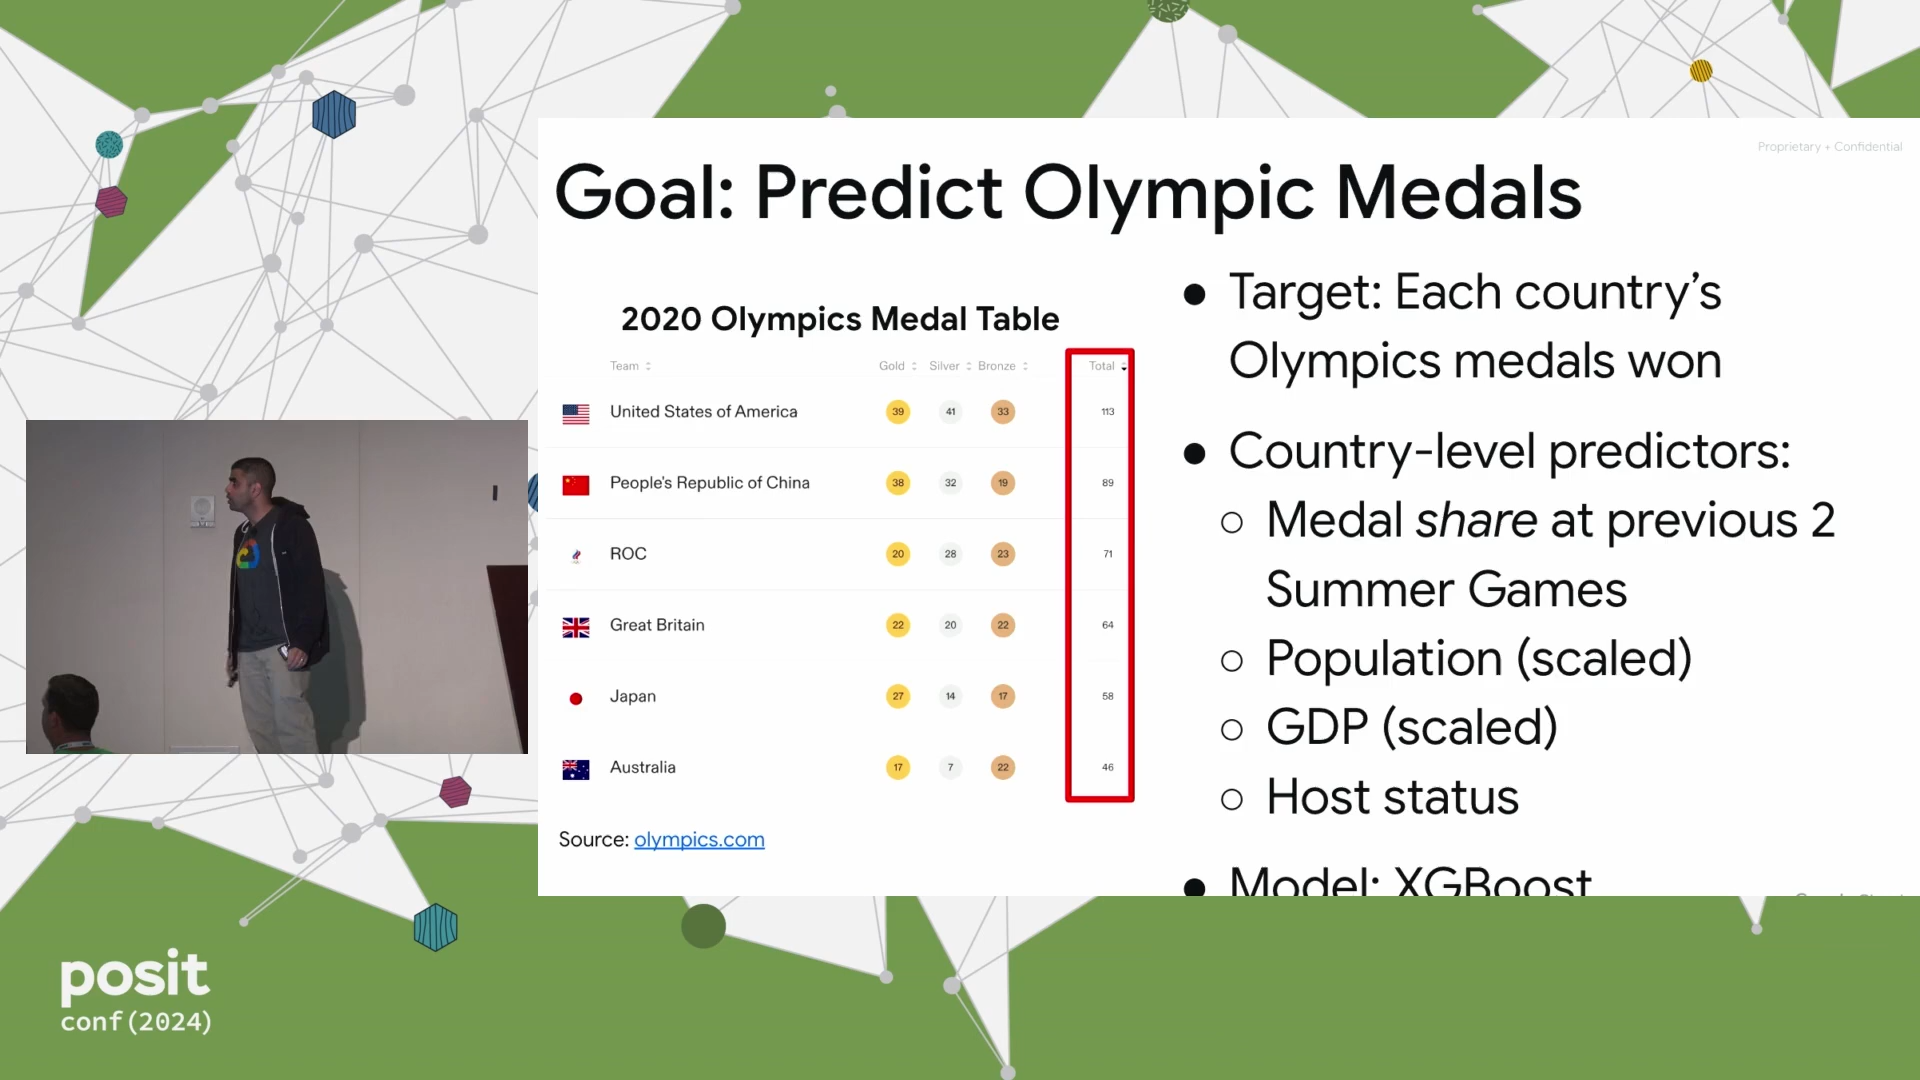 Proprietary + Confidential
Goal: Predict Olympic Medals
2020 Olympics Medal Table
Team Gold Silver Bronze Total
United States of America 39 41 33 113
People's Republic of China 38 32 19 89
ROC 20 28 23 71
Great Britain 22 20 22 64
Japan 27 14 17 58
Australia 17 7 22 46
Source: olympics.com
● Target: Each country’s
Olympics medals won
● Country-level predictors:
○ Medal share at previous 2
Summer Games
○ Population (scaled)
○ GDP (scaled)
○ Host status
● Model: XGBoost
posit
conf(2024)